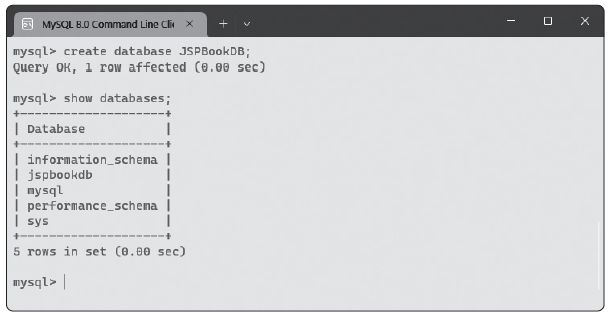 MySQL 8.0 Command Line Clie
mysql> create database JSPBookDB;
Query OK, 1 row affected (0.00 sec)
mysql> show databases;
+--------------------+
| Database           |
+--------------------+
| information_schema |
| jspbookdb          |
| mysql              |
| performance_schema |
| sys                |
+--------------------+
5 rows in set (0.00 sec)
mysql>